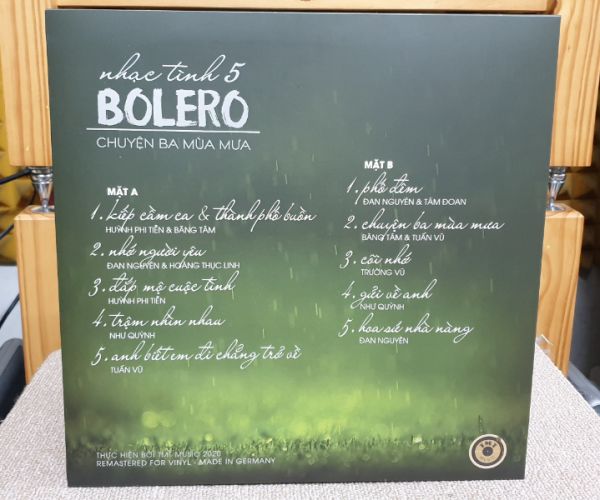 nhạc tình 5
BOLERO
CHUYỆN BA MÙA MƯA
MẶT A
1. kiếp cầm ca & thành phố buồn
HUỲNH PHI TIỄN & BĂNG TÂM
2. nhớ người yêu
ĐAN NGUYÊN & HOÀNG THỤC LINH
3. đắp mộ cuộc tình
HUỲNH PHI TIỄN
4. trộm nhìn nhau
NHƯ QUỲNH
5. anh biết em đi chẳng trở về
TUẤN VŨ
MẶT B
1. phố đêm
ĐAN NGUYÊN & TÂM ĐOAN
2. chuyện ba mùa mưa
BĂNG TÂM & TUẤN VŨ
3. cõi nhớ
TRƯỜNG VŨ
4. gửi về anh
NHƯ QUỲNH
5. hoa sứ nhà nàng
ĐAN NGUYÊN
THỰC HIỆN BỞI TMT MUSIC 2020
REMASTERED FOR VINYL - MADE IN GERMANY
TMT